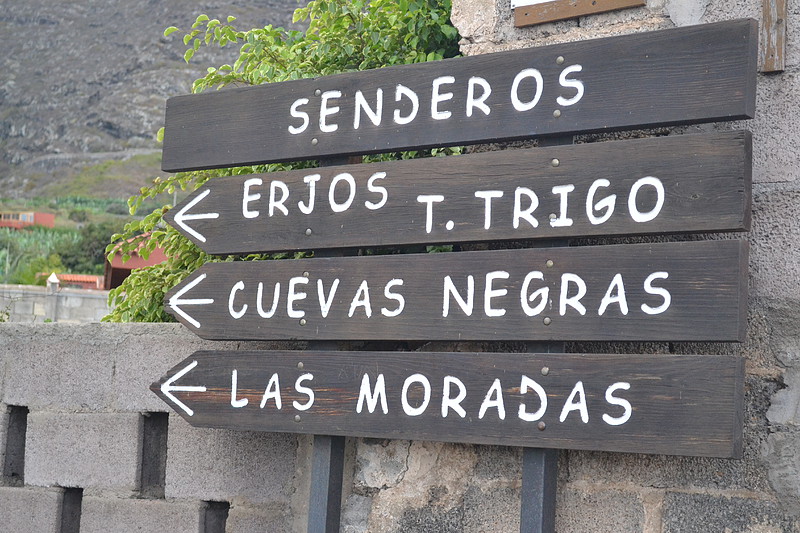 SENDEROS
ERJOS T. TRIGO
CUEVAS NEGRAS
LAS MORADAS